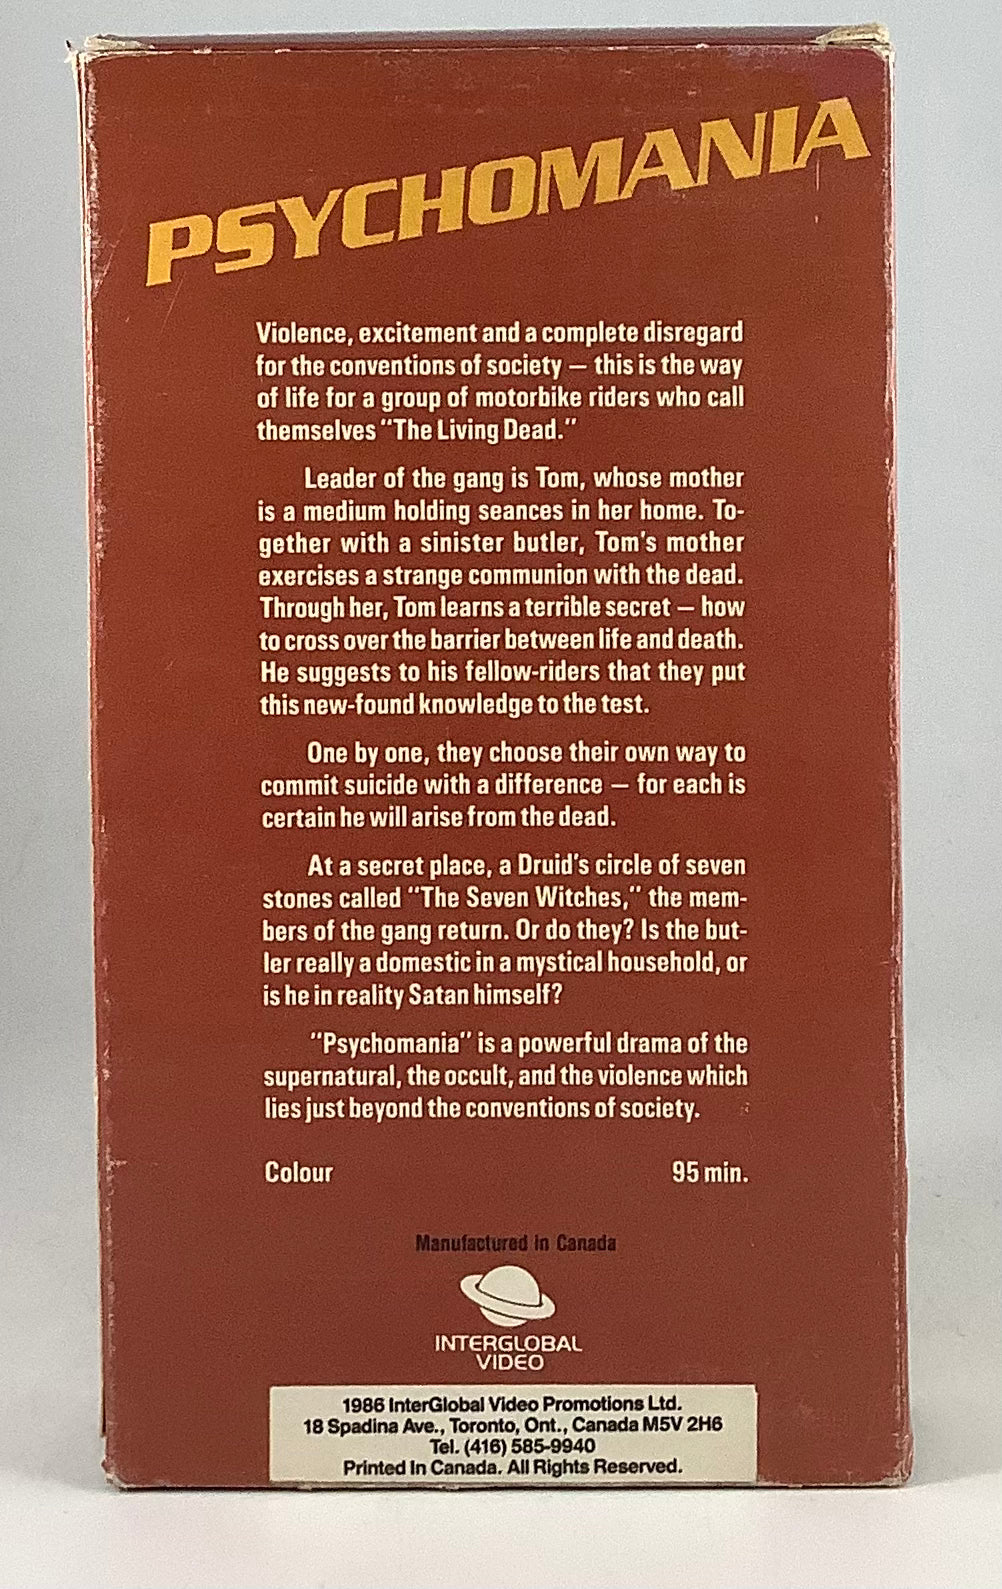 PSYCHOMANIA
Violence, excitement and a complete disregard
for the conventions of society — this is the way
of life for a group of motorbike riders who call
themselves "The Living Dead."
Leader of the gang is Tom, whose mother
is a medium holding seances in her home. To-
gether with a sinister butler, Tom's mother
exercises a strange communion with the dead.
Through her, Tom learns a terrible secret — how
to cross over the barrier between life and death.
He suggests to his fellow-riders that they put
this new-found knowledge to the test.
One by one, they choose their own way to
commit suicide with a difference — for each is
certain he will arise from the dead.
At a secret place, a Druid's circle of seven
stones called "The Seven Witches," the mem-
bers of the gang return. Or do they? Is the but-
ler really a domestic in a mystical household, or
is he in reality Satan himself?
"Psychomania" is a powerful drama of the
supernatural, the occult, and the violence which
lies just beyond the conventions of society.
Colour 95 min.
Manufactured in Canada
INTERGLOBAL
VIDEO
1986 InterGlobal Video Promotions Ltd.
18 Spadina Ave., Toronto, Ont., Canada M5V 2H6
Tel. (416) 585-9940
Printed In Canada. All Rights Reserved.